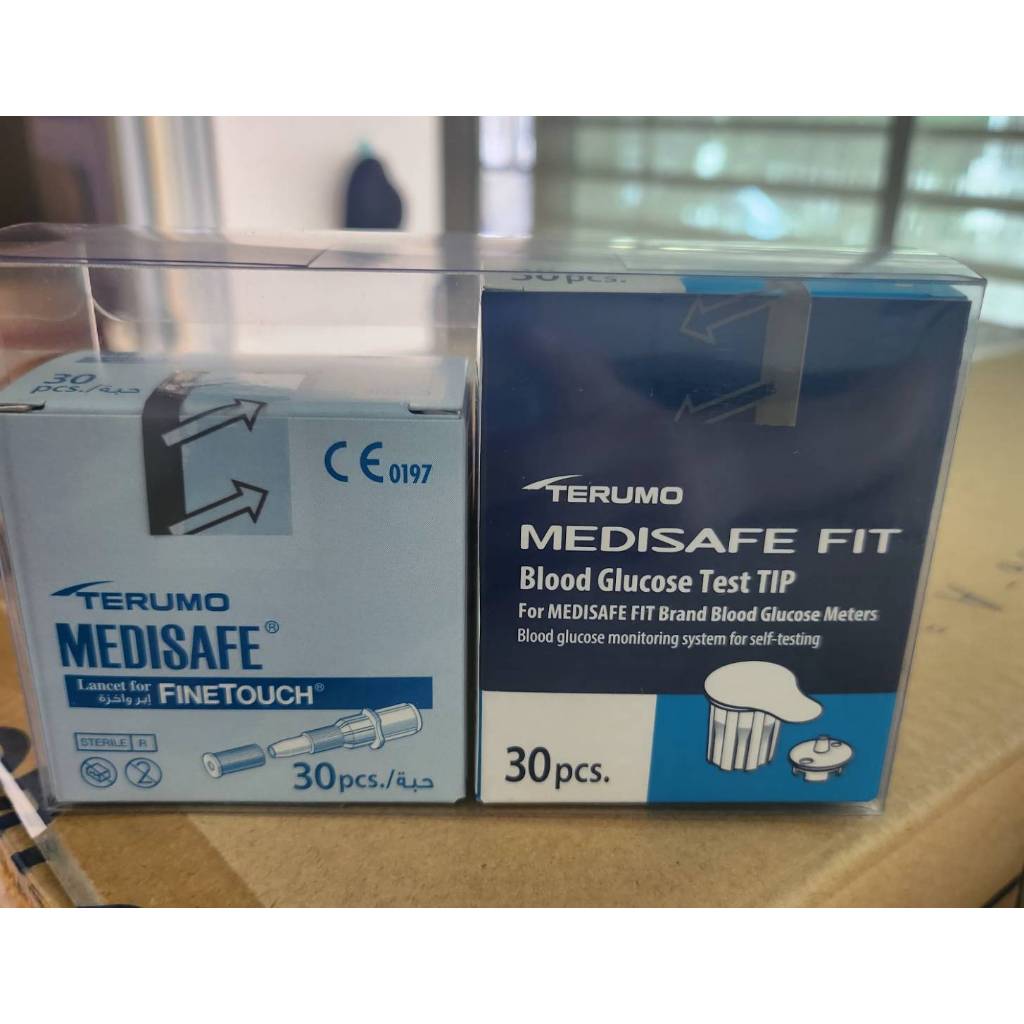 30
pcs./حبة
CE 0197
TERUMO
MEDISAFE®
Lancet for
إبر واخزة
FINETOUCH®
STERILE R
2
30pcs./حبة
30pcs.
TERUMO
MEDISAFE FIT
Blood Glucose Test TIP
For MEDISAFE FIT Brand Blood Glucose Meters
Blood glucose monitoring system for self-testing
30pcs.